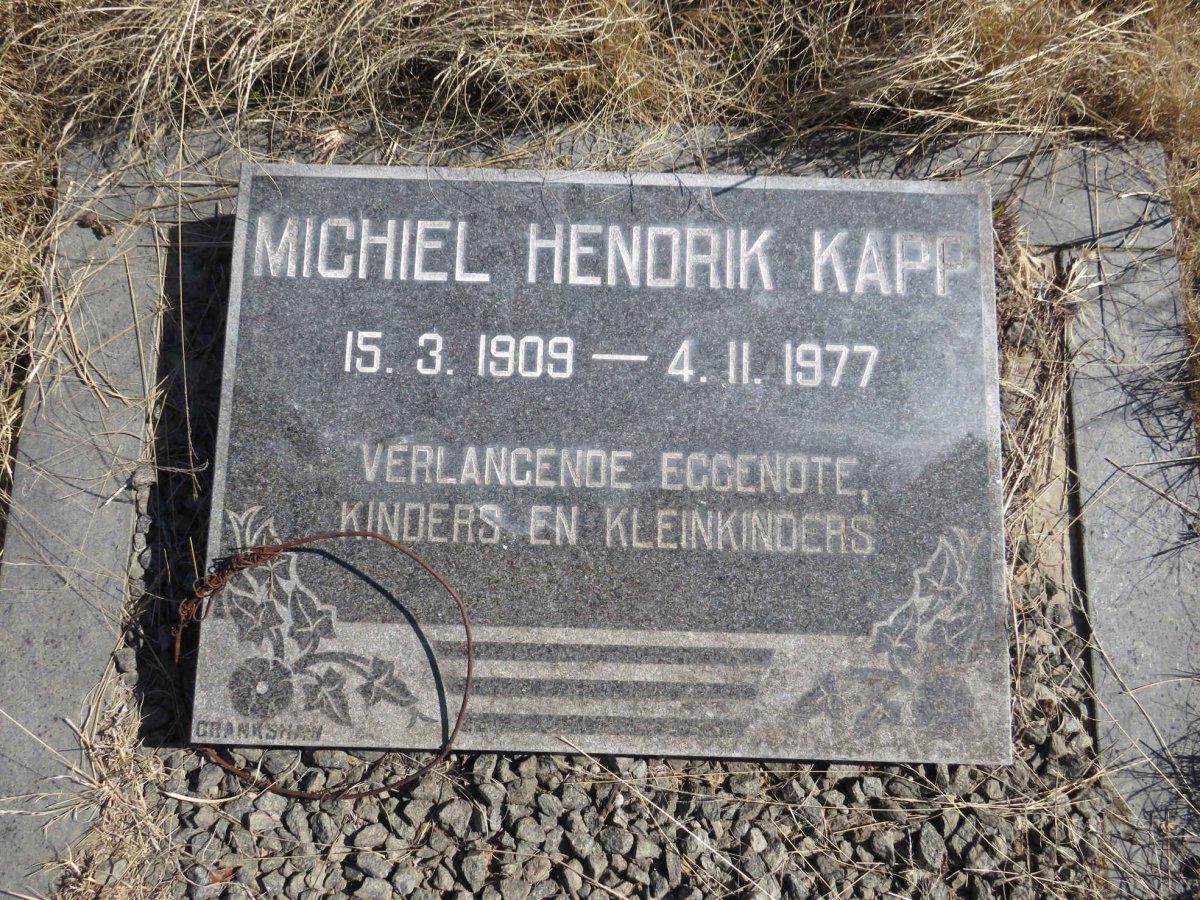 MICHIEL HENDRIK KAPP
15. 3. 1909 — 4. 11. 1977
VERLANGENDE EGGENOTE,
KINDERS EN KLEINKINDERS
CRANKSHAW